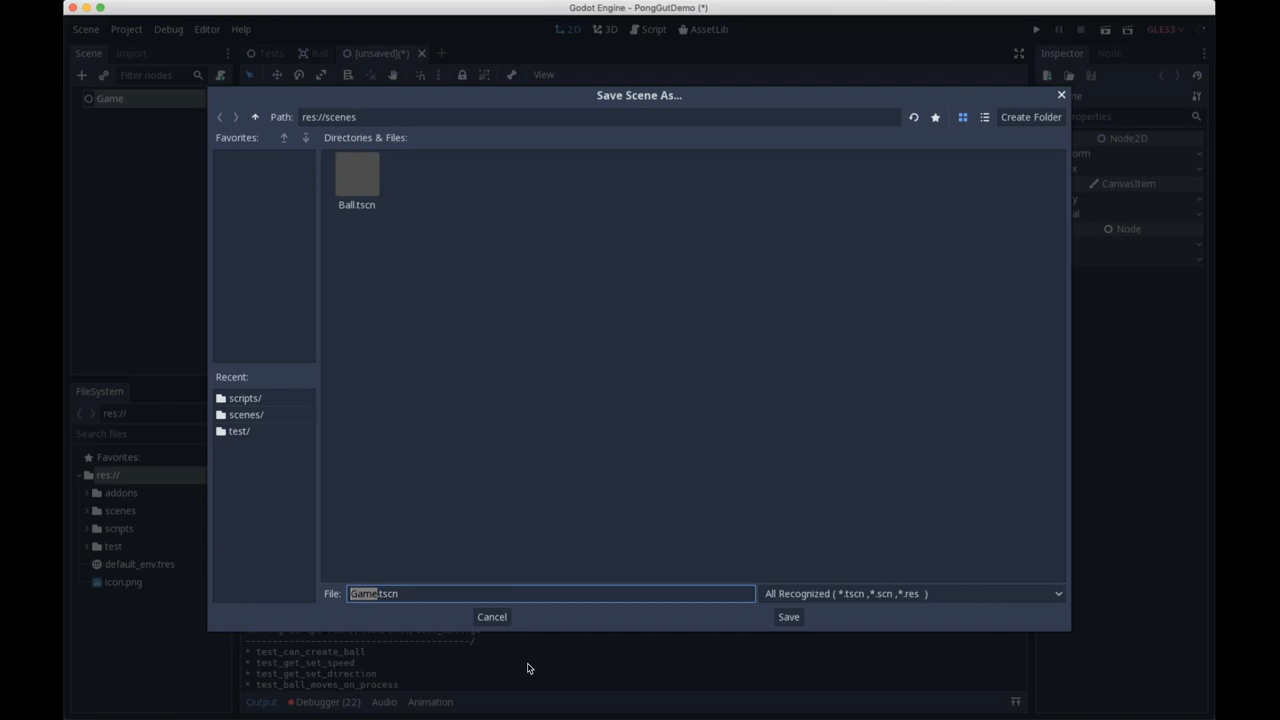 Godot Engine - PongGutDemo (*)
Scene Project Debug Editor Help
2D 3D Script AssetLib
GLES3
Scene Import
Tests Ball [unsaved](*)
Inspector Node
Filter nodes
View
Game
Save Scene As...
Path: res://scenes
Create Folder
Favorites:
Directories & Files:
Ball.tscn
Node2D
CanvasItem
Node
Recent:
scripts/
scenes/
test/
FileSystem
res://
Search files
Favorites:
res://
addons
scenes
scripts
test
default_env.tres
icon.png
File: Game.tscn
All Recognized ( *.tscn ,*.scn ,*.res )
Cancel
Save
* test_can_create_ball
* test_get_set_speed
* test_get_set_direction
* test_ball_moves_on_process
Output Debugger (22) Audio Animation